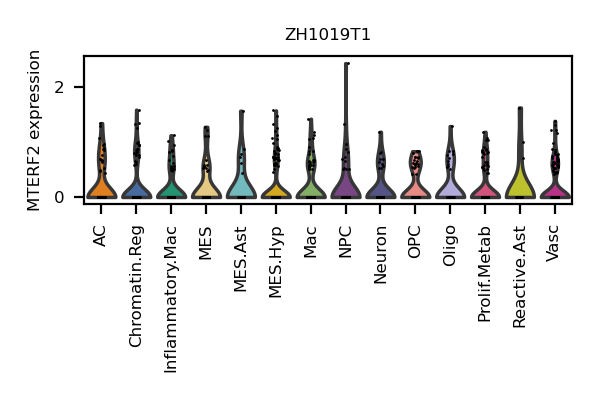 ZH1019T1
MTERF2 expression
2
0
AC
Chromatin.Reg
Inflammatory.Mac
MES
MES.Ast
MES.Hyp
Mac
NPC
Neuron
OPC
Oligo
Prolif.Metab
Reactive.Ast
Vasc